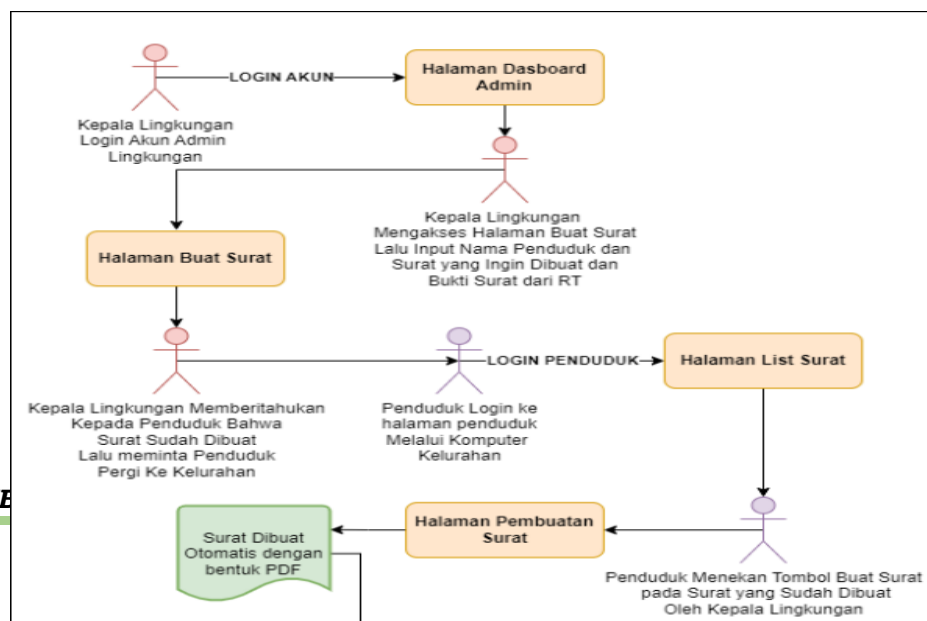 LOGIN AKUN
Halaman Dasboard
Admin
Kepala Lingkungan
Login Akun Admin
Lingkungan
Kepala Lingkungan
Mengakses Halaman Buat Surat
Lalu Input Nama Penduduk dan
Surat yang Ingin Dibuat dan
Bukti Surat dari RT
Halaman Buat Surat
Kepala Lingkungan Memberitahukan
Kepada Penduduk Bahwa
Surat Sudah Dibuat
Lalu meminta Penduduk
Pergi Ke Kelurahan
Penduduk Login ke
halaman penduduk
Melalui Komputer
Kelurahan
LOGIN PENDUDUK
Halaman List Surat
Penduduk Menekan Tombol Buat Surat
pada Surat yang Sudah Dibuat
Oleh Kepala Lingkungan
Halaman Pembuatan
Surat
Surat Dibuat
Otomatis dengan
bentuk PDF